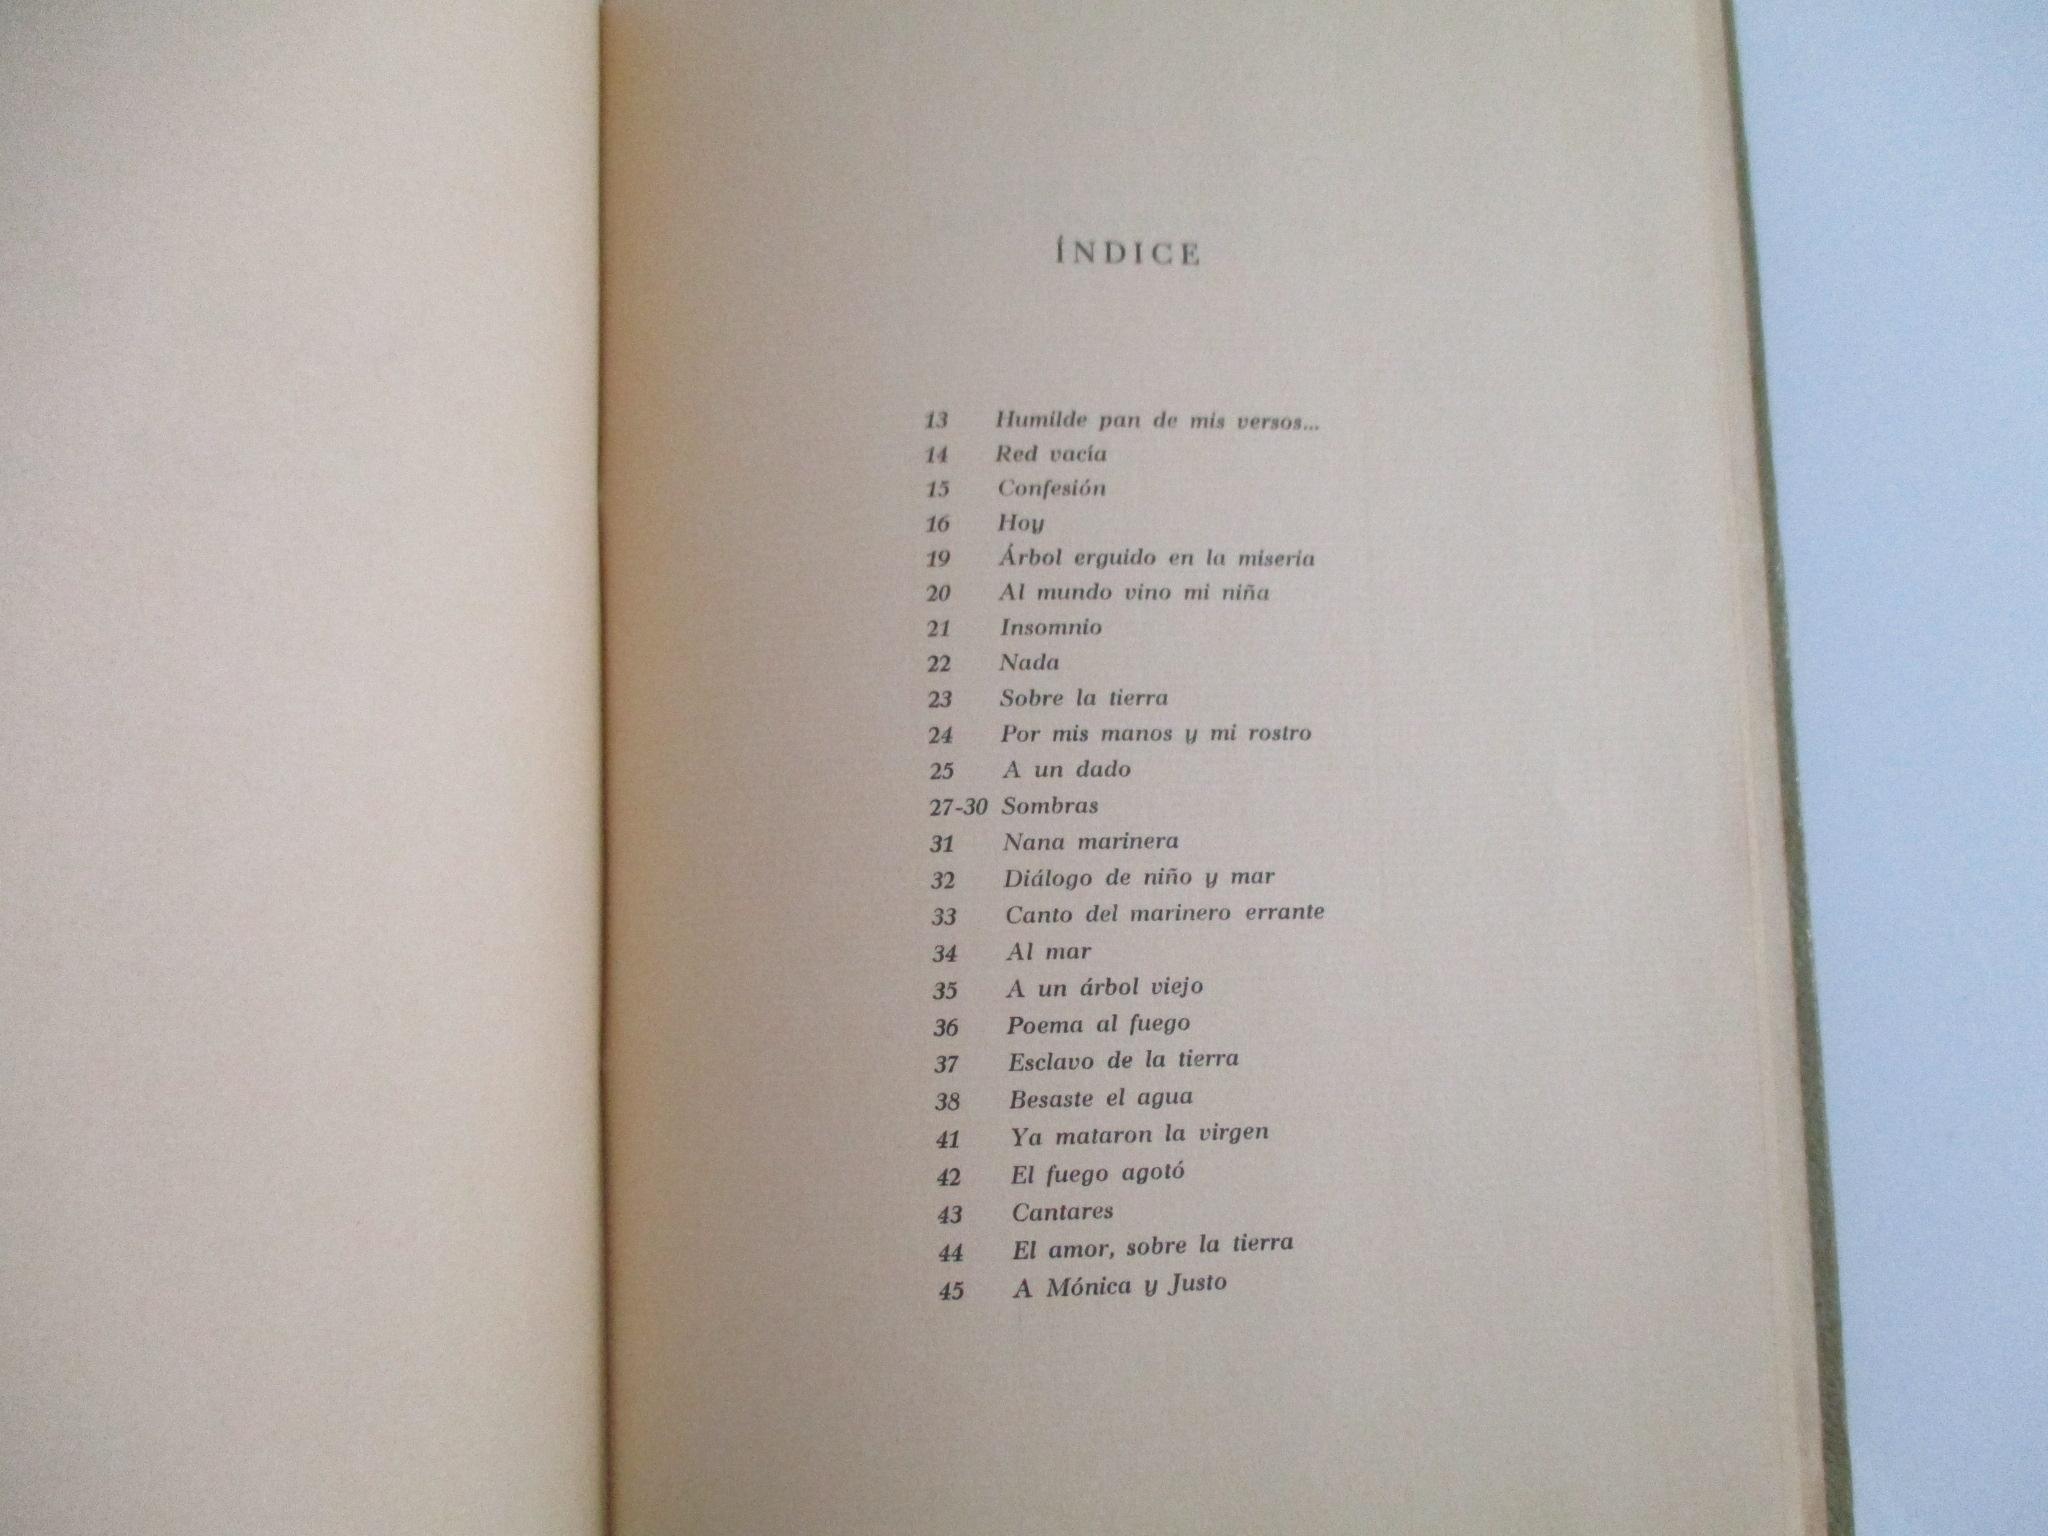 ÍNDICE
13 Humilde pan de mis versos...
14 Red vacía
15 Confesión
16 Hoy
19 Árbol erguido en la miseria
20 Al mundo vino mi niña
21 Insomnio
22 Nada
23 Sobre la tierra
24 Por mis manos y mi rostro
25 A un dado
27-30 Sombras
31 Nana marinera
32 Diálogo de niño y mar
33 Canto del marinero errante
34 Al mar
35 A un árbol viejo
36 Poema al fuego
37 Esclavo de la tierra
38 Besaste el agua
41 Ya mataron la virgen
42 El fuego agotó
43 Cantares
44 El amor, sobre la tierra
45 A Mónica y Justo